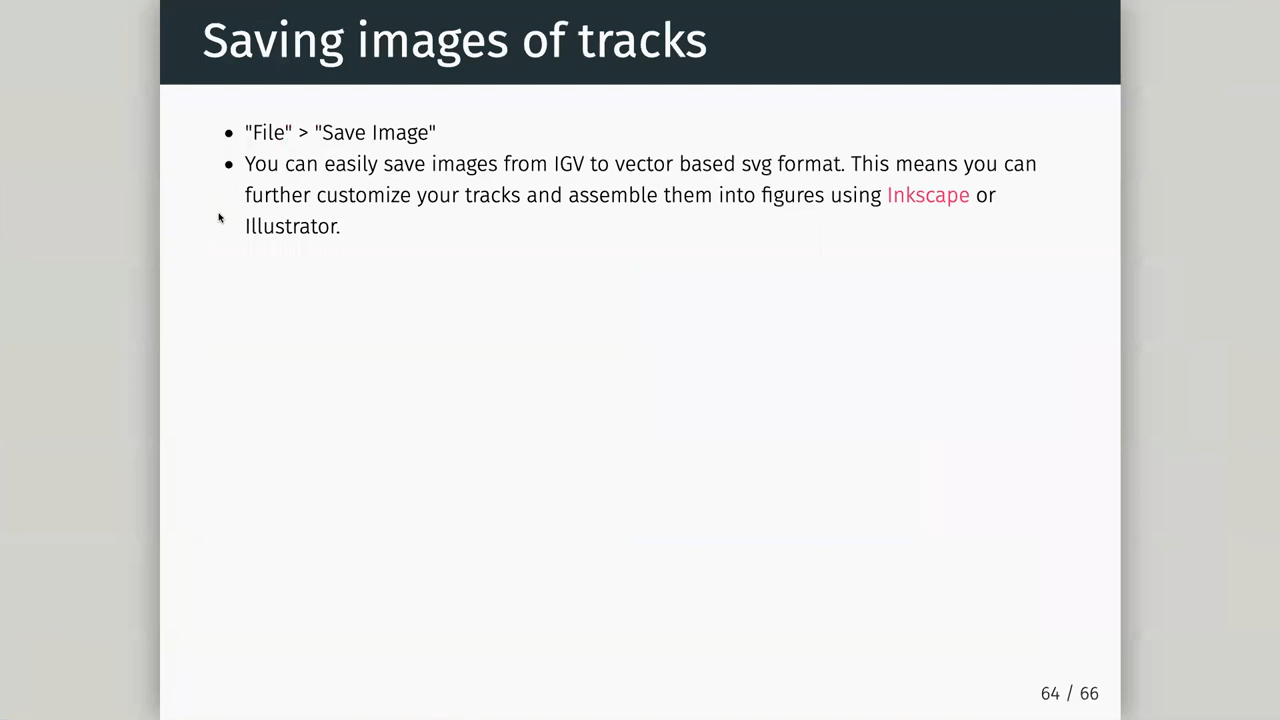 Saving images of tracks
• "File" > "Save Image"
• You can easily save images from IGV to vector based svg format. This means you can
further customize your tracks and assemble them into figures using Inkscape or
Illustrator.
64 / 66